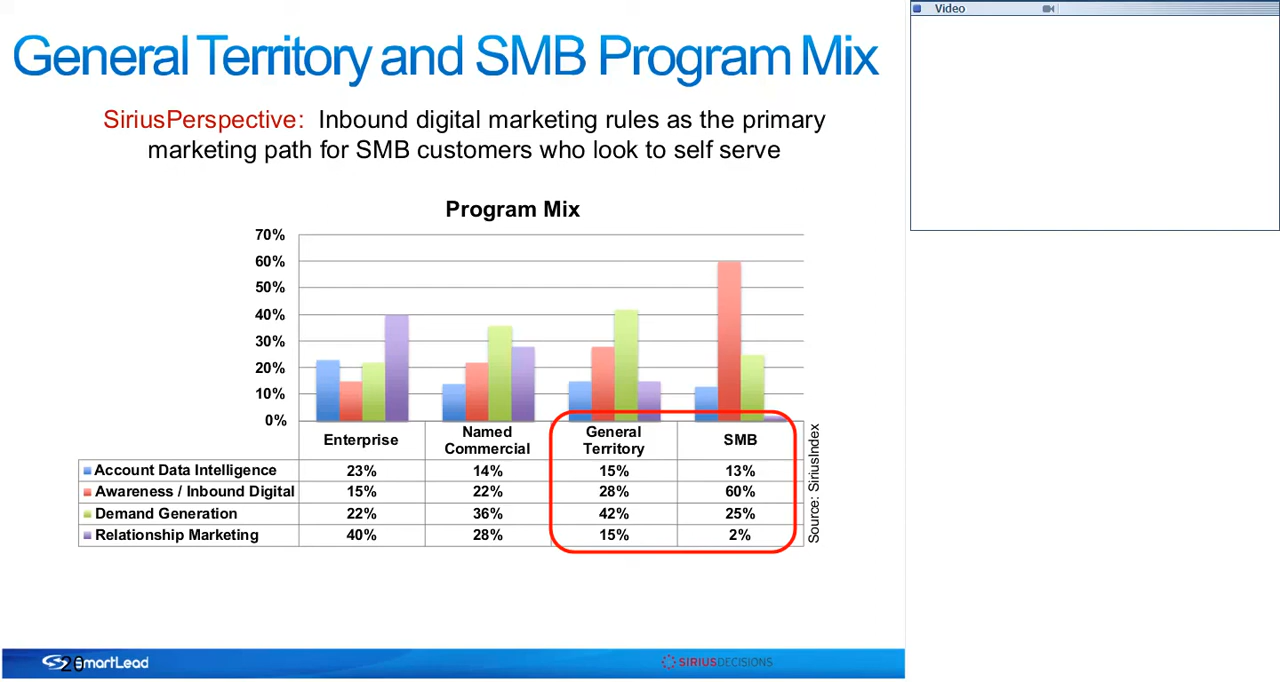 Video
General Territory and SMB Program Mix
SiriusPerspective: Inbound digital marketing rules as the primary
marketing path for SMB customers who look to self serve
Program Mix
70%
60%
50%
40%
30%
20%
10%
0%
Enterprise Named Commercial General Territory SMB
Account Data Intelligence 23% 14% 15% 13%
Awareness / Inbound Digital 15% 22% 28% 60%
Demand Generation 22% 36% 42% 25%
Relationship Marketing 40% 28% 15% 2%
Source: SiriusIndex
20
SmartLead
SIRIUSDECISIONS